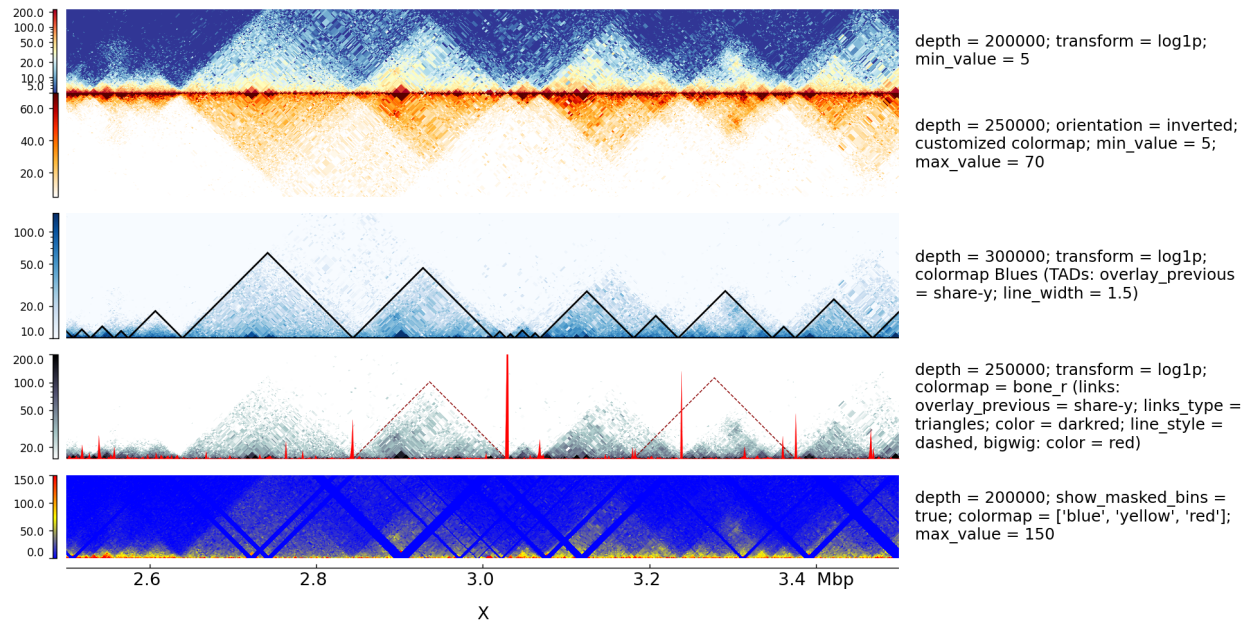 200.0
100.0
50.0
20.0
10.0
5.0
depth = 200000; transform = log1p;
min_value = 5
60.0
40.0
20.0
depth = 250000; orientation = inverted;
customized colormap; min_value = 5;
max_value = 70
100.0
50.0
20.0
10.0
depth = 300000; transform = log1p;
colormap Blues (TADs: overlay_previous
= share-y; line_width = 1.5)
200.0
100.0
50.0
20.0
depth = 250000; transform = log1p;
colormap = bone_r (links:
overlay_previous = share-y; links_type =
triangles; color = darkred; line_style =
dashed, bigwig: color = red)
150.0
100.0
50.0
0.0
depth = 200000; show_masked_bins =
true; colormap = ['blue', 'yellow', 'red'];
max_value = 150
2.6 2.8 3.0 3.2 3.4 Mbp
X